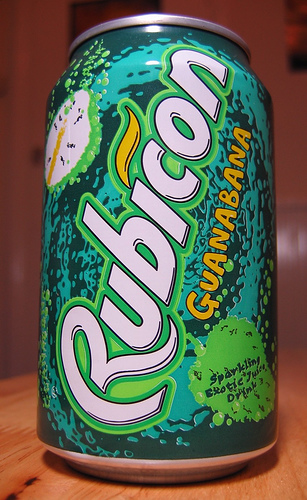 Rubicon
GUANABANA
Sparkling
Exotic Juice
Drink